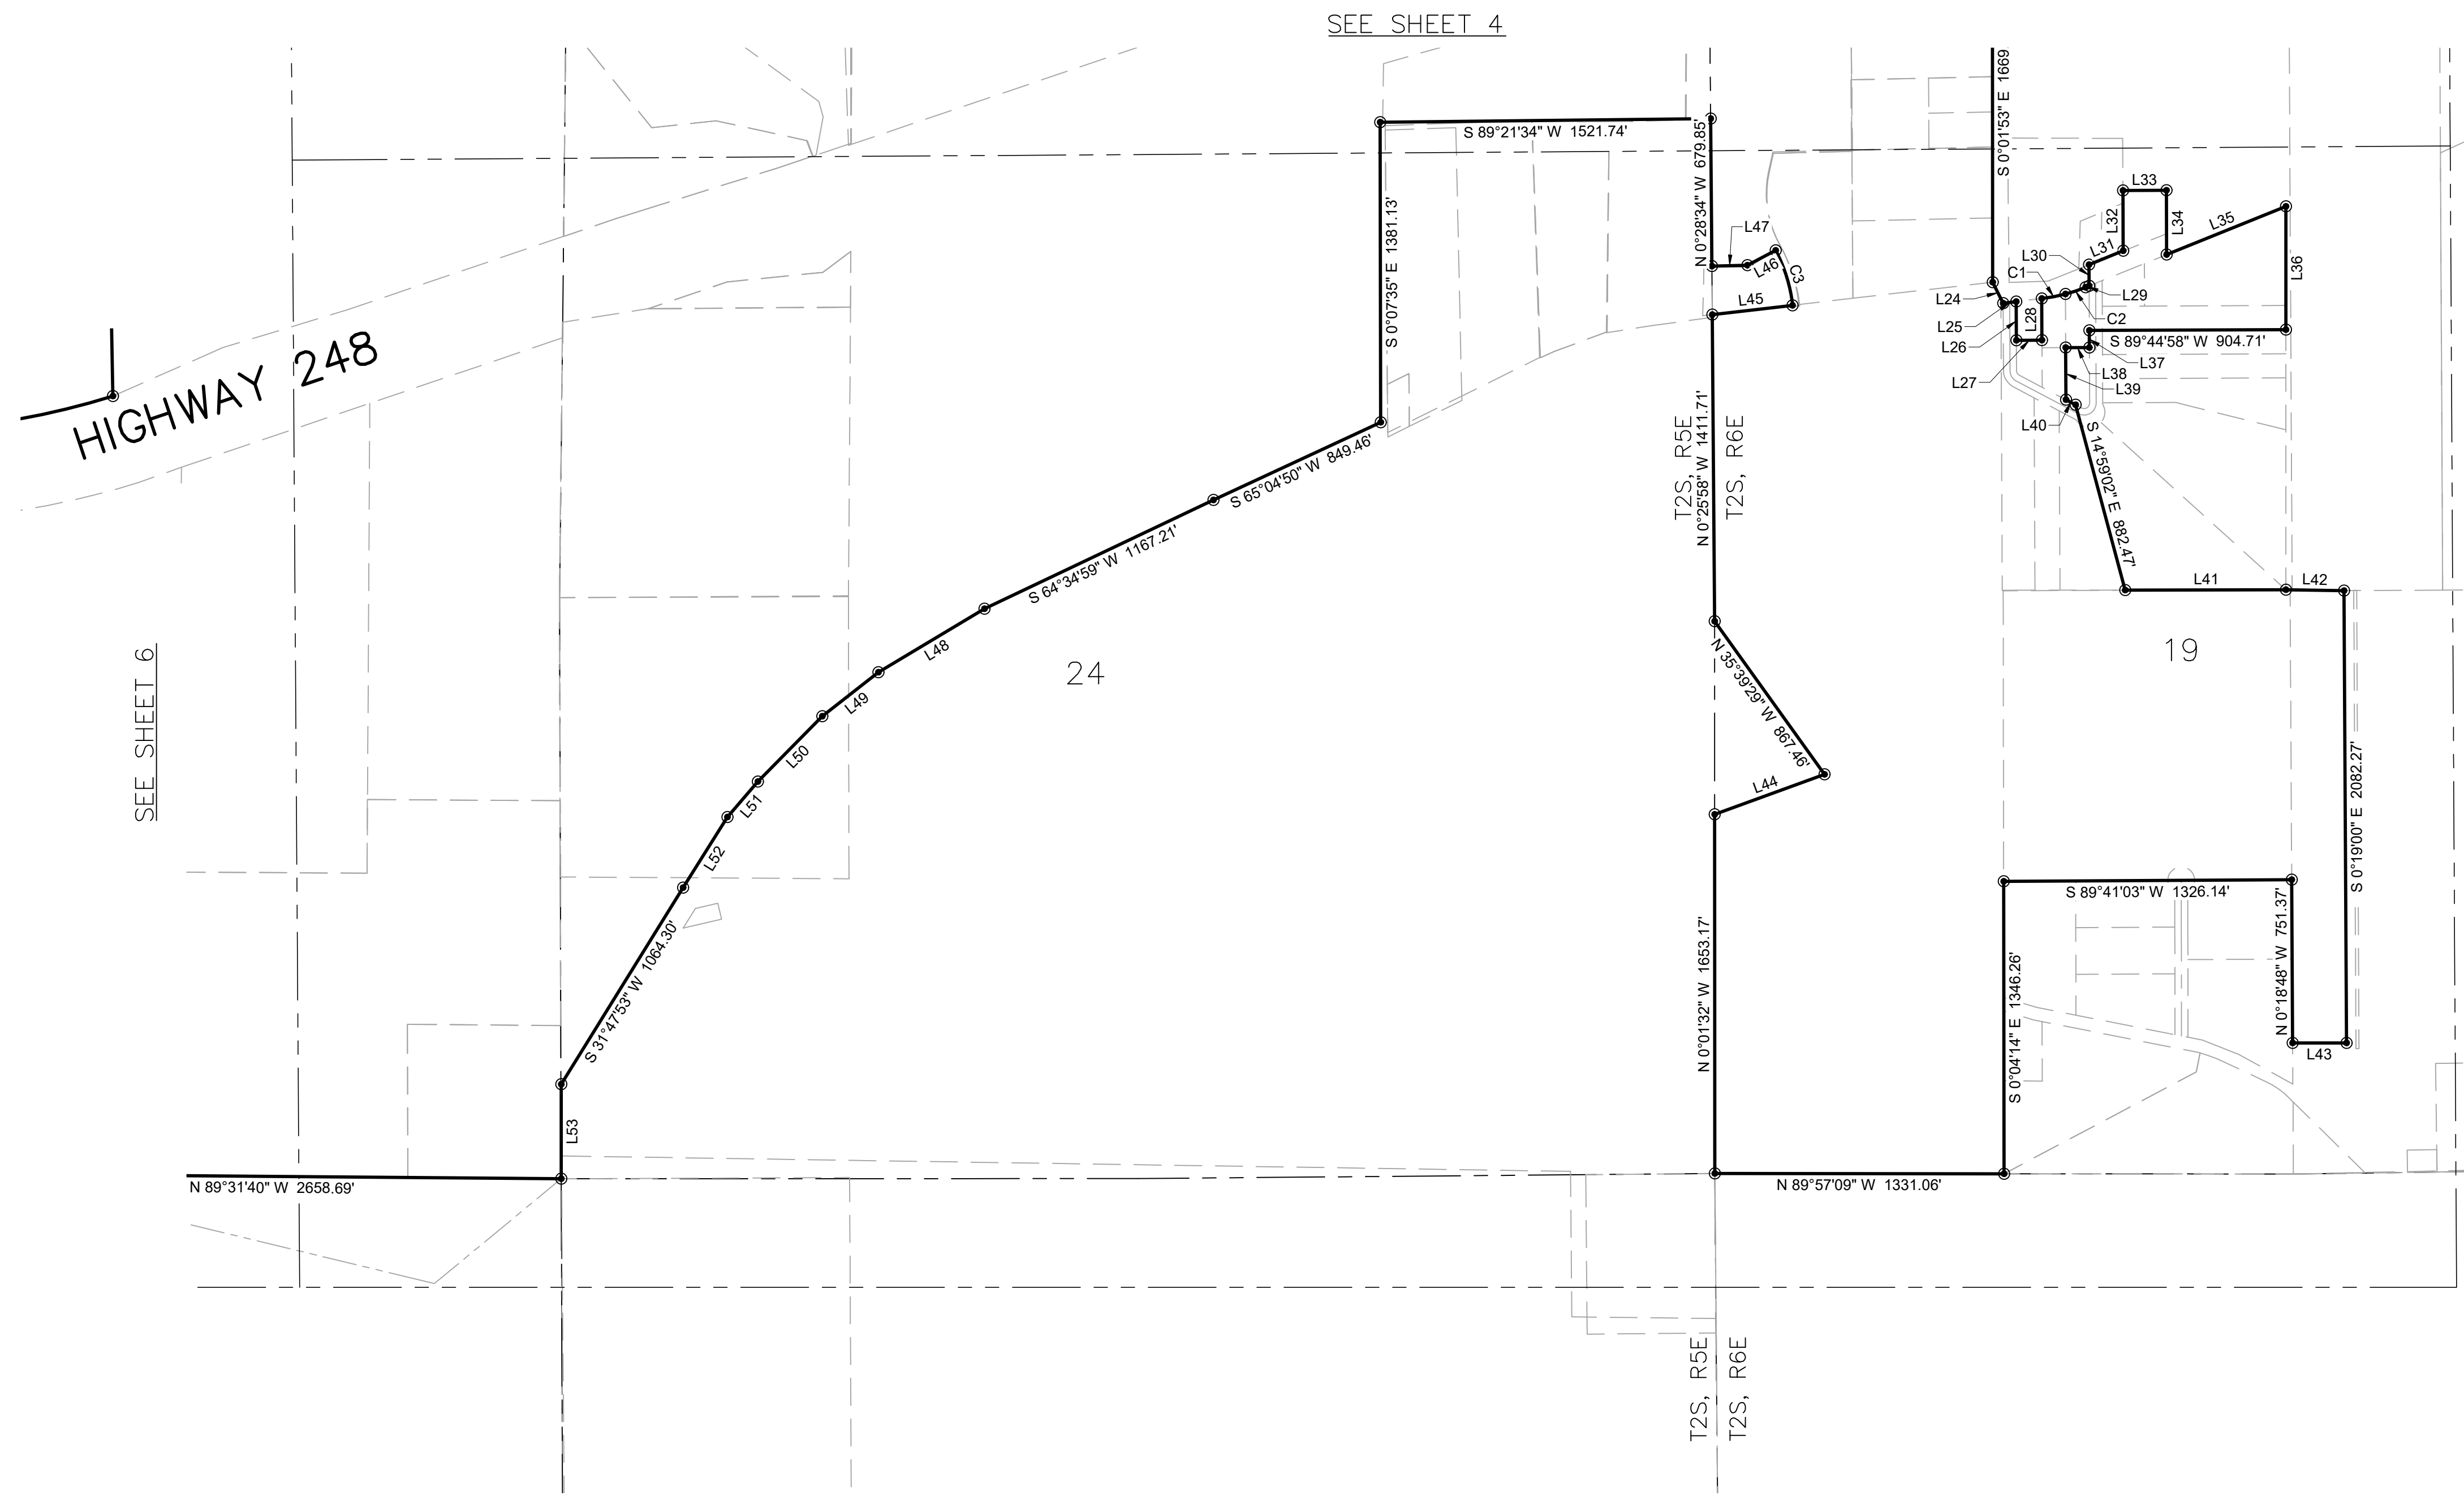 SEE SHEET 4
S 0°01'53" E 1669
S 89°21'34" W 1521.74'
N 0°28'34" W 679.85'
S 0°07'35" E 1381.13'
L33
L32
L34
L35
L31
L30
L36
C1
L47
L46
C3
L45
L24
L25
L26
L27
L28
L29
C2
S 89°44'58" W 904.71'
L37
L38
L39
L40
HIGHWAY 248
S 14°59'02" E 882.47'
T2S, R5E
T2S, R6E
N 0°25'58" W 1411.71'
S 65°04'50" W 849.46'
S 64°34'59" W 1167.21'
L41
L42
19
24
SEE SHEET 6
L48
L49
L50
L51
L52
N 35°39'29" W 867.46'
L44
S 0°19'00" E 2082.27'
S 89°41'03" W 1326.14'
N 0°18'48" W 751.37'
L43
S 31°47'53" W 1064.30'
N 0°01'32" W 1653.17'
S 0°04'14" E 1346.26'
L53
N 89°31'40" W 2658.69'
N 89°57'09" W 1331.06'
T2S, R5E
T2S, R6E